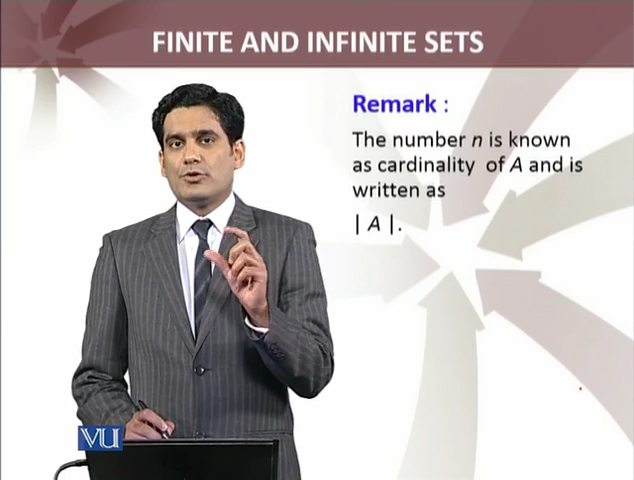 FINITE AND INFINITE SETS
Remark :
The number n is known
as cardinality of A and is
written as
| A |.
VU